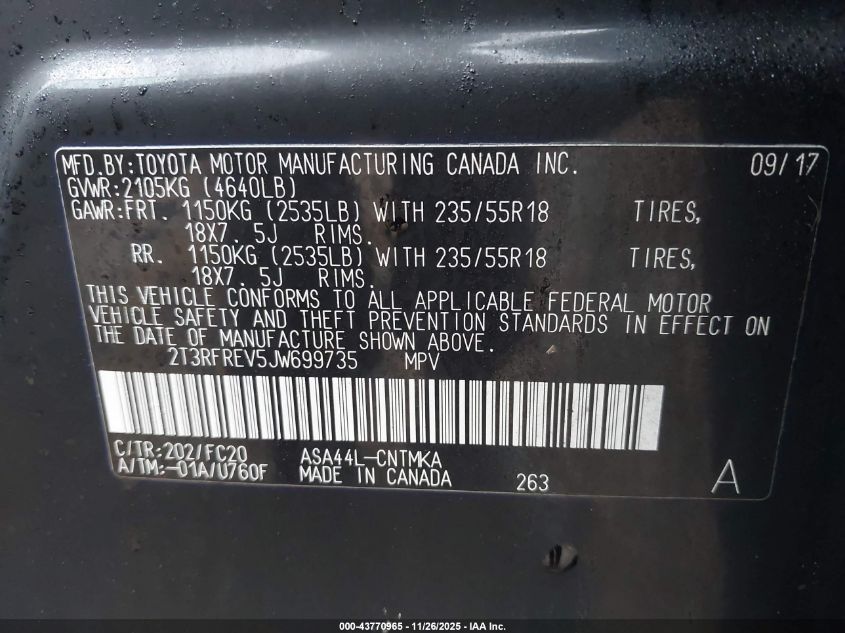 MFD.BY:TOYOTA MOTOR MANUFACTURING CANADA INC. 09/17
GVWR:2105KG (4640LB)
GAWR:FRT. 1150KG (2535LB) WITH 235/55R18 TIRES,
18X7. 5J RIMS.
RR. 1150KG (2535LB) WITH 235/55R18 TIRES,
18X7. 5J RIMS.
THIS VEHICLE CONFORMS TO ALL APPLICABLE FEDERAL MOTOR
VEHICLE SAFETY AND THEFT PREVENTION STANDARDS IN EFFECT ON
THE DATE OF MANUFACTURE SHOWN ABOVE.
2T3RFREV5JW699735 MPV
C/TR:202/FC20 ASA44L-CNTMKA
A/TM:-01A/U760F MADE IN CANADA 263 A
000-43770965 - 11/26/2025 - IAA Inc.